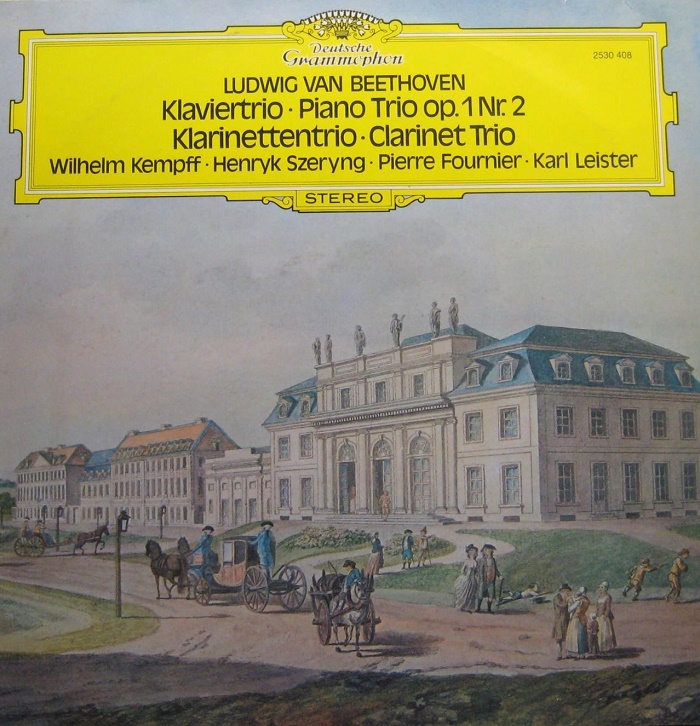 Deutsche
Grammophon
2530 408
LUDWIG VAN BEETHOVEN
Klaviertrio · Piano Trio op. 1 Nr. 2
Klarinettentrio · Clarinet Trio
Wilhelm Kempff · Henryk Szeryng · Pierre Fournier · Karl Leister
STEREO